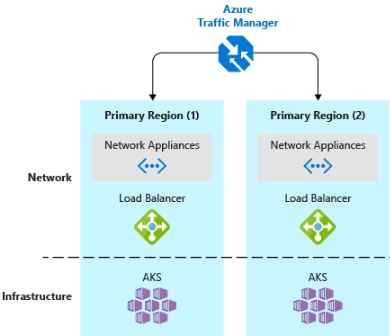 Azure
Traffic Manager
Primary Region (1)
Primary Region (2)
Network Appliances
Network Appliances
Network
Load Balancer
Load Balancer
AKS
AKS
Infrastructure